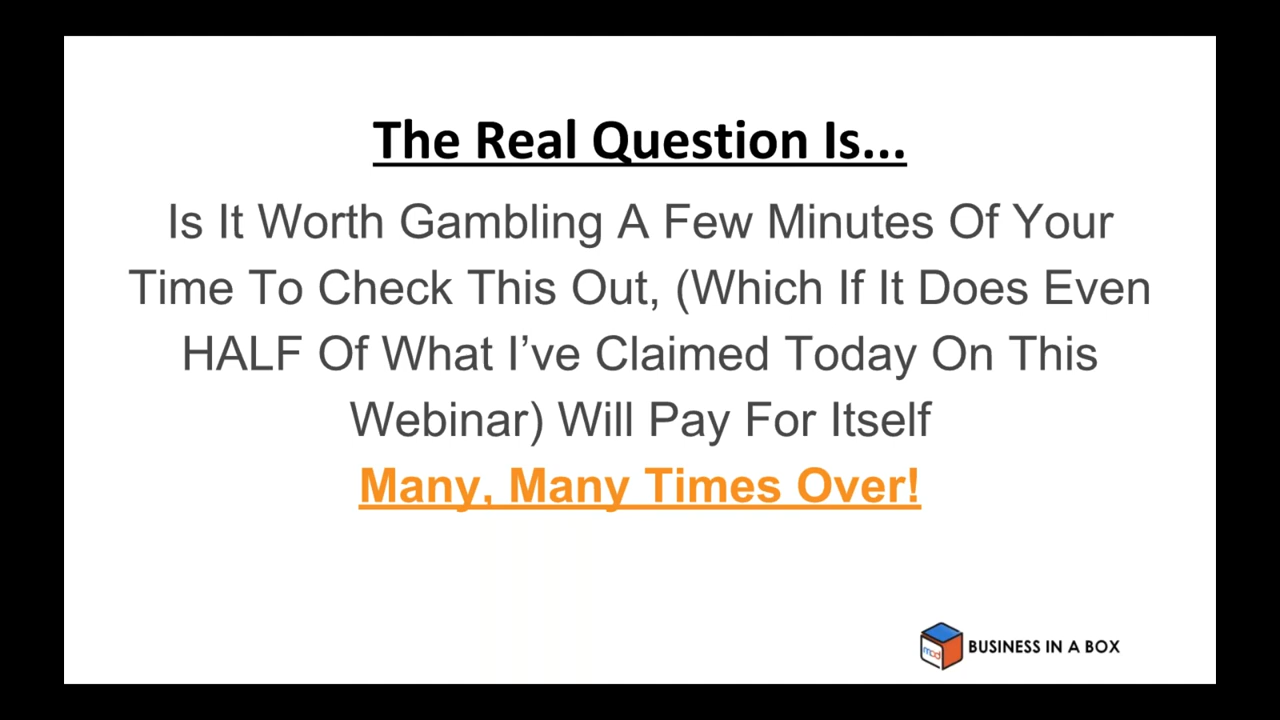 The Real Question Is...
Is It Worth Gambling A Few Minutes Of Your
Time To Check This Out, (Which If It Does Even
HALF Of What I’ve Claimed Today On This
Webinar) Will Pay For Itself
Many, Many Times Over!
mcd BUSINESS IN A BOX